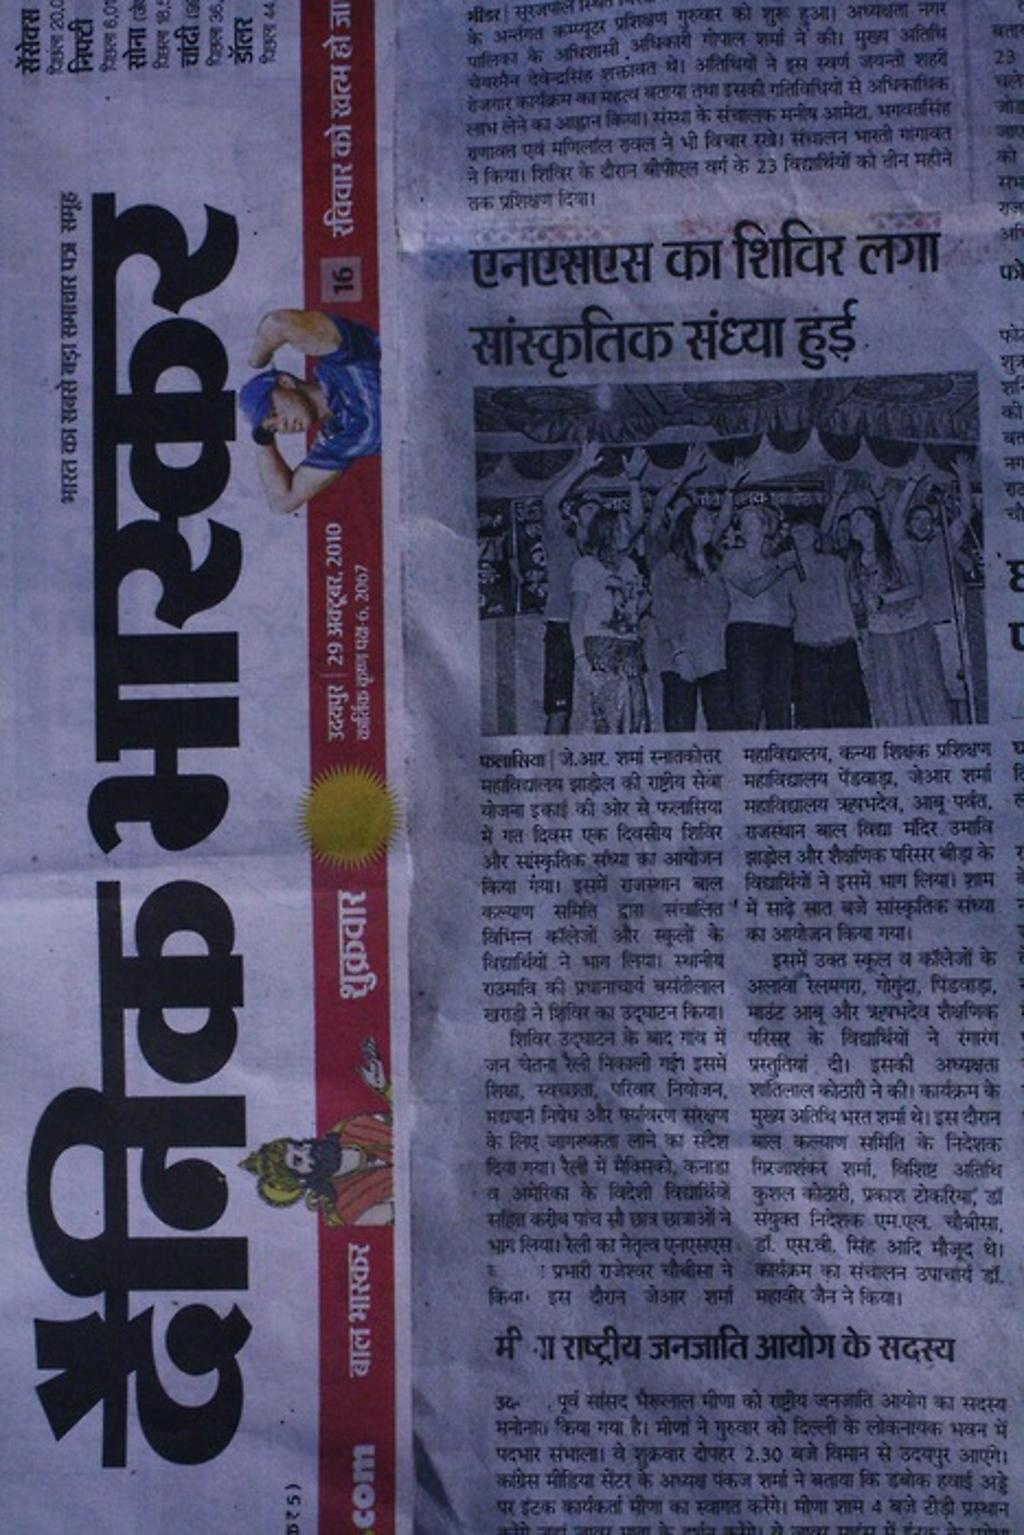 सेंसेक्स
निफ्टी
सोना
चांदी
डॉलर
भारत का सबसे बड़ा समाचार पत्र समूह
दैनिक भास्कर
बाल भास्कर
शुक्रवार
उदयपुर | 29 अक्टूबर, 2010
कार्तिक कृष्ण पक्ष-6, 2067
16
रविवार को खत्म हो जा
.com
भींडर | सूरजपोल स्थित
के अन्तर्गत कम्प्यूटर प्रशिक्षण गुरुवार को शुरू हुआ। अध्यक्षता नगर
पालिका के अधिशासी अधिकारी गोपाल शर्मा ने की। मुख्य अतिथि
चेयरमैन देवेन्द्रसिंह शक्तावत थे। अतिथियों ने इस स्वर्ण जयन्ती शहरी
रोजगार कार्यक्रम का महत्व बताया तथा इसकी गतिविधियों से अधिकाधिक
लाभ लेने का आह्वान किया। संस्था के संचालक मनीष आमेटा, भगवतसिंह
राणावत एवं मणिलाल रावल ने भी विचार रखे। संचालन भारती गांगावत
ने किया। शिविर के दौरान बीपीएल वर्ग के 23 विद्यार्थियों को तीन महीने
तक प्रशिक्षण दिया।
एनएसएस का शिविर लगा
सांस्कृतिक संध्या हुई
फलासिया | जे.आर. शर्मा स्नातकोत्तर
महाविद्यालय झाड़ोल की राष्ट्रीय सेवा
योजना इकाई की ओर से फलासिया
में गत दिवस एक दिवसीय शिविर
और सांस्कृतिक संध्या का आयोजन
किया गया। इसमें राजस्थान बाल
कल्याण समिति द्वारा संचालित
विभिन्न कॉलेजों और स्कूलों के
विद्यार्थियों ने भाग लिया। स्थानीय
राउमावि की प्रधानाचार्य बसंतीलाल
खराड़ी ने शिविर का उद्घाटन किया।
शिविर उद्घाटन के बाद गांव में
जन चेतना रैली निकाली गई। इसमें
शिक्षा, स्वच्छता, परिवार नियोजन,
मद्यपान निषेध और पर्यावरण संरक्षण
के लिए जागरूकता लाने का संदेश
दिया गया। रैली में मैक्सिको, कनाडा
व अमेरिका के विदेशी विद्यार्थियों
सहित करीब पांच सौ छात्र छात्राओं ने
भाग लिया। रैली का नेतृत्व एनएसएस
प्रभारी राजेश्वर चौबीसा ने
किया। इस दौरान जेआर शर्मा
महाविद्यालय, कन्या शिक्षक प्रशिक्षण
महाविद्यालय पेंडवाड़ा, जेआर शर्मा
महाविद्यालय ऋषभदेव, आबू पर्वत,
राजस्थान बाल विद्या मंदिर उमावि
झाड़ोल और शैक्षणिक परिसर बीड़ा के
विद्यार्थियों ने इसमें भाग लिया। शाम
में साढ़े सात बजे सांस्कृतिक संध्या
का आयोजन किया गया।
इसमें उक्त स्कूल व कॉलेजों के
अलावा रेलमगरा, गोगुंदा, पिंडवाड़ा,
माउंट आबू और ऋषभदेव शैक्षणिक
परिसर के विद्यार्थियों ने रंगारंग
प्रस्तुतियां दी। इसकी अध्यक्षता
शांतिलाल कोठारी ने की। कार्यक्रम के
मुख्य अतिथि भरत शर्मा थे। इस दौरान
बाल कल्याण समिति के निदेशक
गिरजाशंकर शर्मा, विशिष्ट अतिथि
कुशल कोठारी, प्रकाश टोकरिया, डॉ
संयुक्त निदेशक एम.एल. चौबीसा,
डॉ. एस.बी. सिंह आदि मौजूद थे।
कार्यक्रम का संचालन उपाचार्य डॉ.
महावीर जैन ने किया।
राष्ट्रीय जनजाति आयोग के सदस्य
पूर्व सांसद भैरूलाल मीणा को राष्ट्रीय जनजाति आयोग का सदस्य
मनोनीत किया गया है। मीणा ने गुरुवार को दिल्ली के लोकनायक भवन में
पदभार संभाला। वे शुक्रवार दोपहर 2.30 बजे विमान से उदयपुर आएंगे।
कांग्रेस मीडिया सेंटर के अध्यक्ष पंकज शर्मा ने बताया कि डबोक हवाई अड्डे
पर इंटक कार्यकर्ता मीणा का स्वागत करेंगे। मीणा शाम 4 बजे टीड़ी प्रस्थान